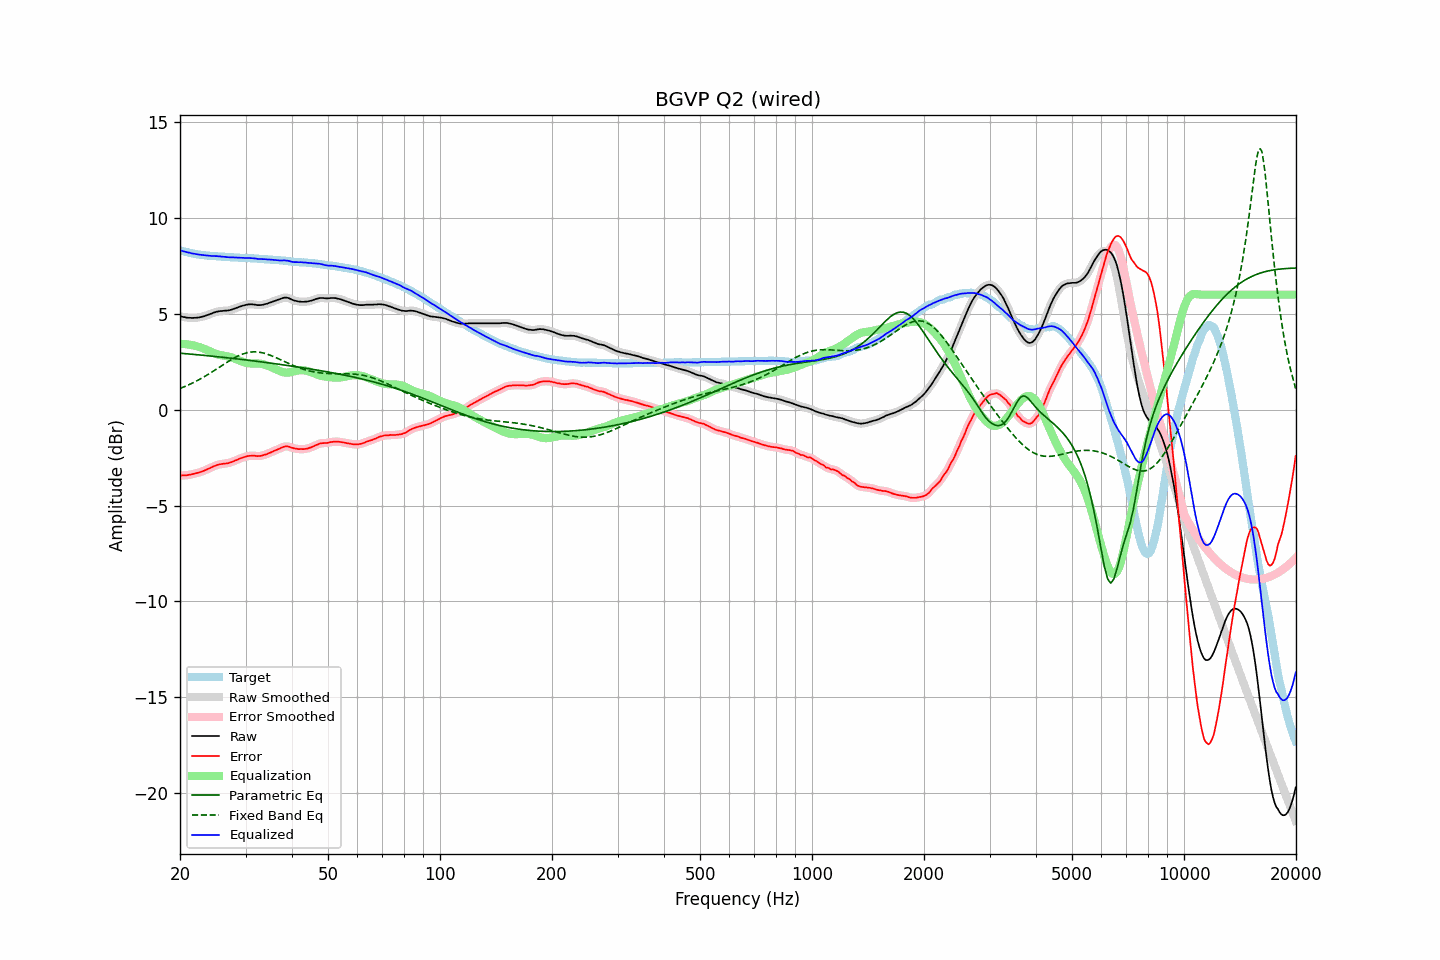 BGVP Q2 (wired)
15
10
5
0
−5
−10
−15
−20
Amplitude (dBr)
Target
Raw Smoothed
Error Smoothed
Raw
Error
Equalization
Parametric Eq
Fixed Band Eq
Equalized
20 50 100 200 500 1000 2000 5000 10000 20000
Frequency (Hz)